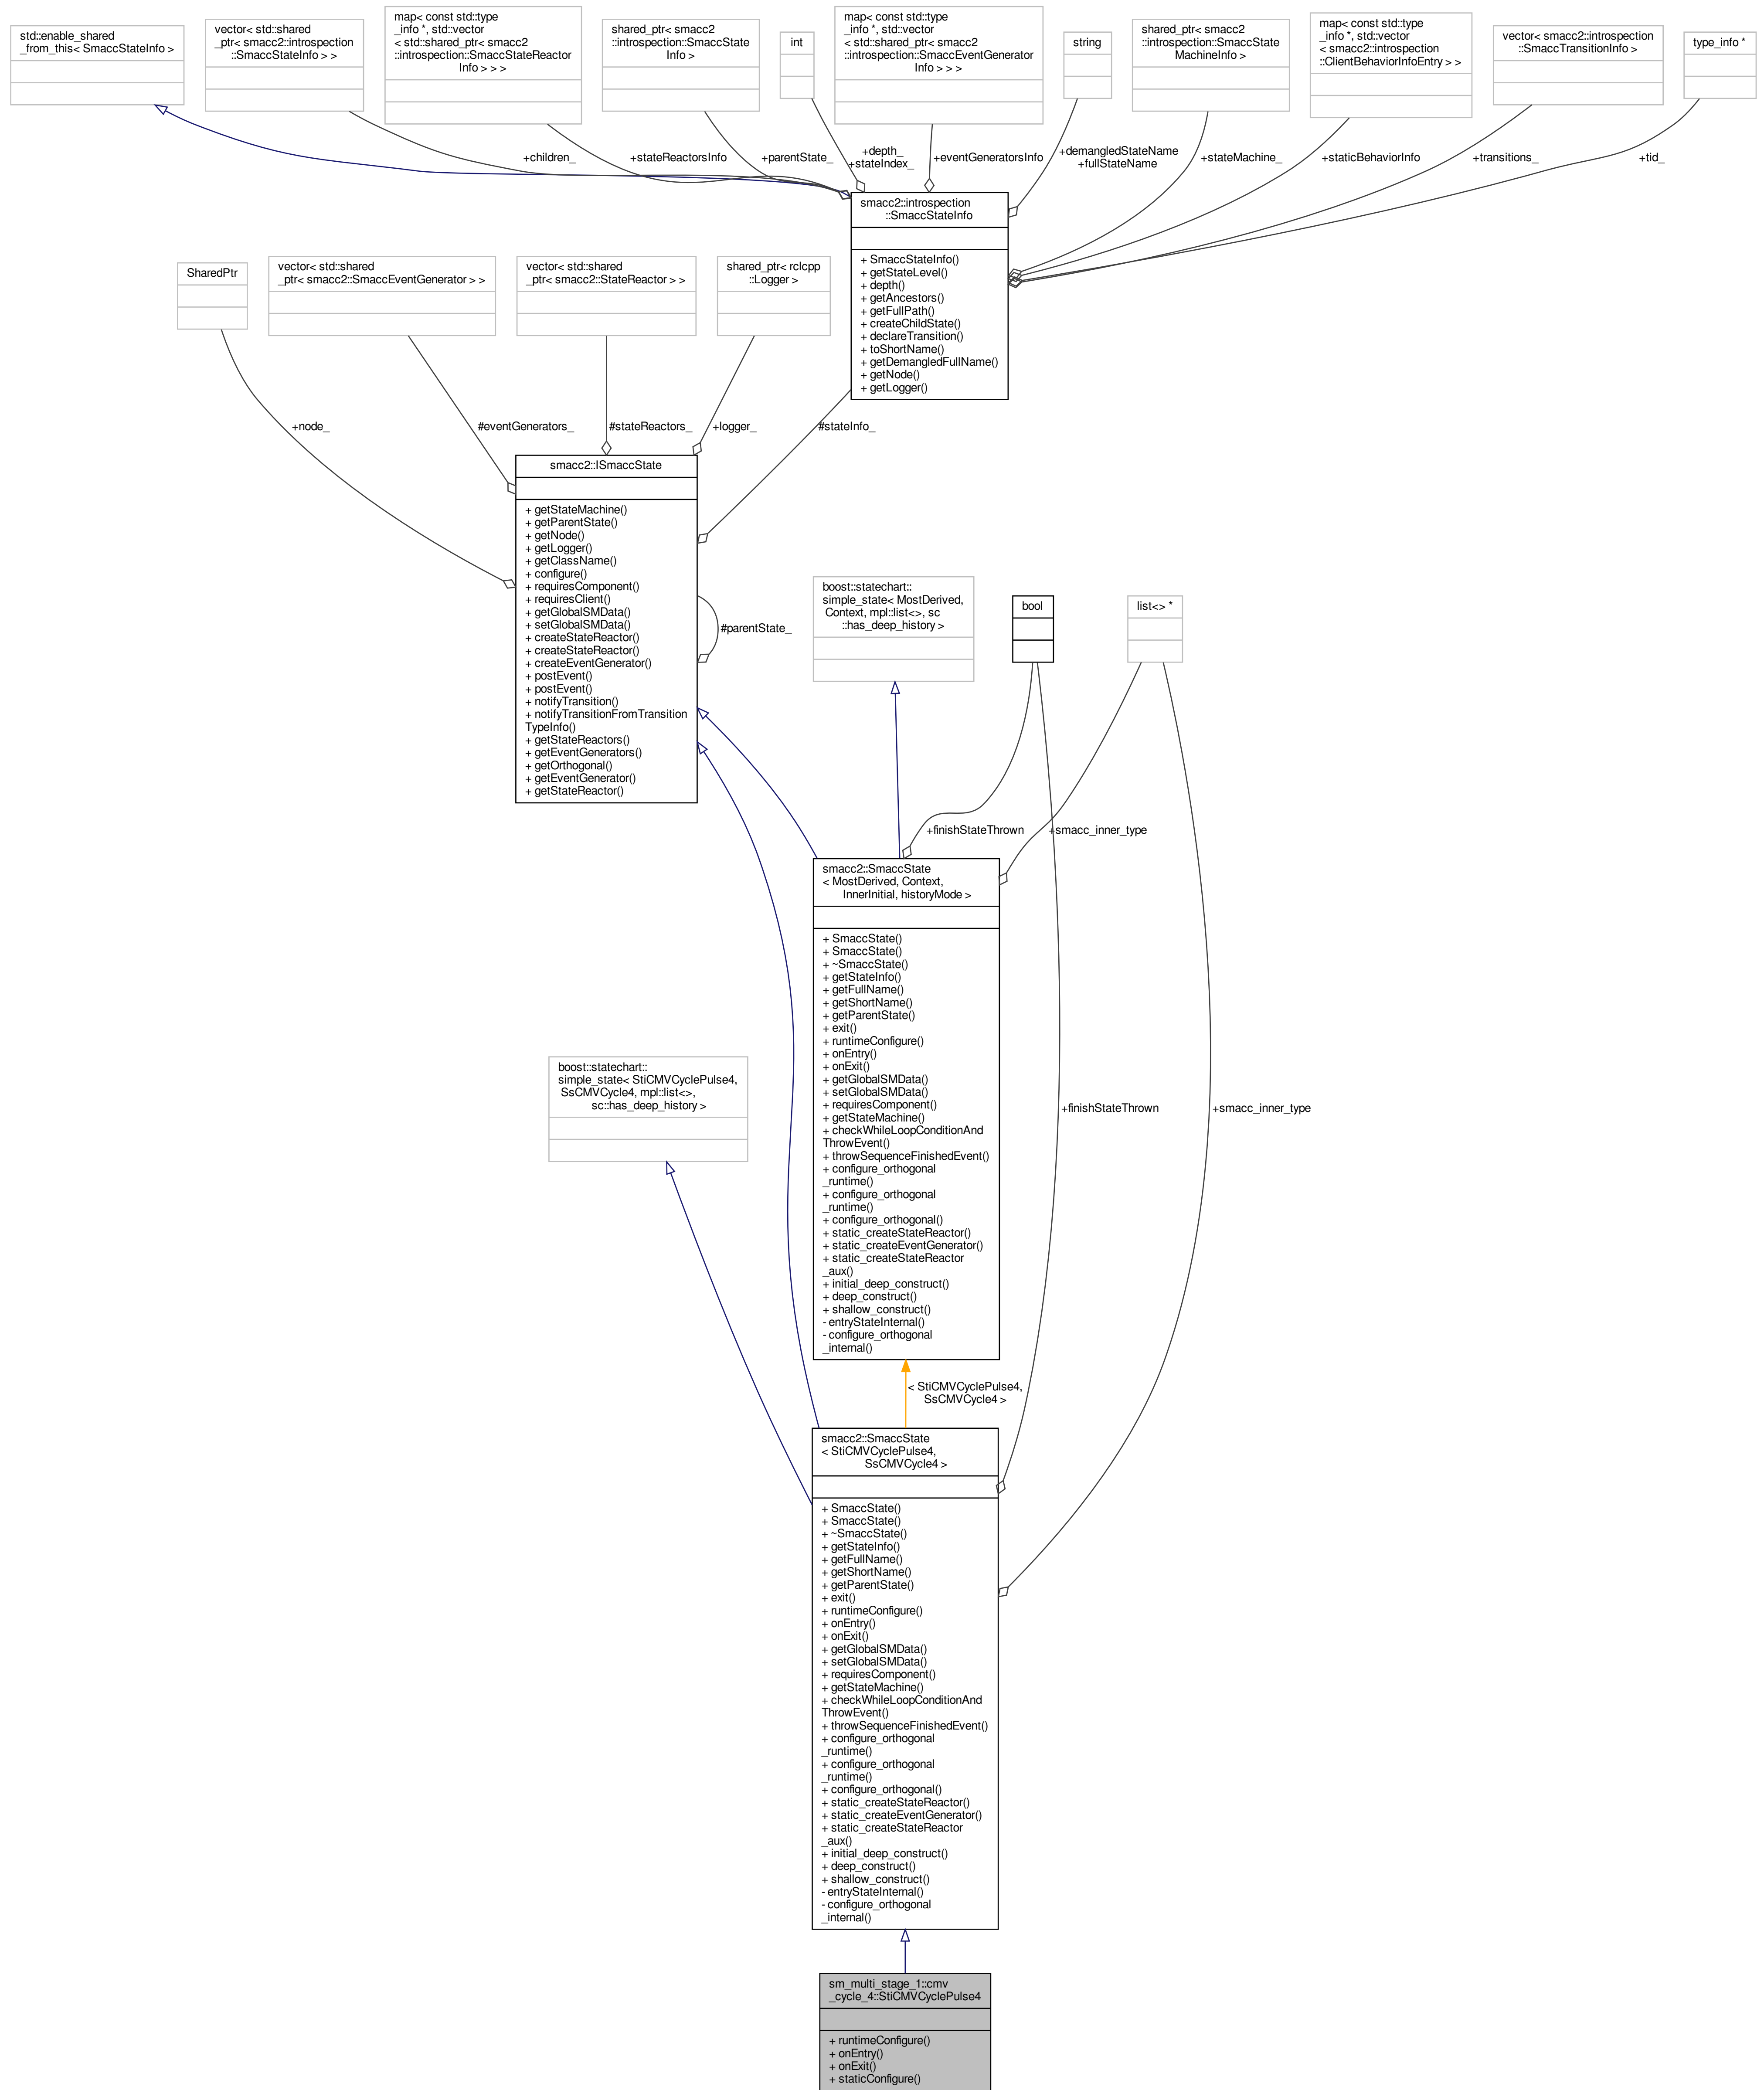 std::enable_shared
_from_this< SmaccStateInfo >
vector< std::shared
_ptr< smacc2::introspection
::SmaccStateInfo > >
map< const std::type
_info *, std::vector
< std::shared_ptr< smacc2
::introspection::SmaccStateReactor
Info > > >
shared_ptr< smacc2
::introspection::SmaccState
Info >
int
map< const std::type
_info *, std::vector
< std::shared_ptr< smacc2
::introspection::SmaccEventGenerator
Info > > >
string
shared_ptr< smacc2
::introspection::SmaccState
MachineInfo >
map< const std::type
_info *, std::vector
< smacc2::introspection
::ClientBehaviorInfoEntry > >
vector< smacc2::introspection
::SmaccTransitionInfo >
type_info *
+children_
+stateReactorsInfo
+parentState_
+depth_
+stateIndex_
+eventGeneratorsInfo
+demangledStateName
+fullStateName
+stateMachine_
+staticBehaviorInfo
+transitions_
+tid_
smacc2::introspection
::SmaccStateInfo
+ SmaccStateInfo()
+ getStateLevel()
+ depth()
+ getAncestors()
+ getFullPath()
+ createChildState()
+ declareTransition()
+ toShortName()
+ getDemangledFullName()
+ getNode()
+ getLogger()
SharedPtr
vector< std::shared
_ptr< smacc2::SmaccEventGenerator > >
vector< std::shared
_ptr< smacc2::StateReactor > >
shared_ptr< rclcpp
::Logger >
+node_
#eventGenerators_
#stateReactors_
+logger_
#stateInfo_
smacc2::ISmaccState
+ getStateMachine()
+ getParentState()
+ getNode()
+ getLogger()
+ getClassName()
+ configure()
+ requiresComponent()
+ requiresClient()
+ getGlobalSMData()
+ setGlobalSMData()
+ createStateReactor()
+ createStateReactor()
+ createEventGenerator()
+ postEvent()
+ postEvent()
+ notifyTransition()
+ notifyTransitionFromTransition
TypeInfo()
+ getStateReactors()
+ getEventGenerators()
+ getOrthogonal()
+ getEventGenerator()
+ getStateReactor()
#parentState_
boost::statechart::
simple_state< MostDerived,
Context, mpl::list<>, sc
::has_deep_history >
bool
list<> *
+finishStateThrown
+smacc_inner_type
smacc2::SmaccState
< MostDerived, Context,
InnerInitial, historyMode >
+ SmaccState()
+ SmaccState()
+ ~SmaccState()
+ getStateInfo()
+ getFullName()
+ getShortName()
+ getParentState()
+ exit()
+ runtimeConfigure()
+ onEntry()
+ onExit()
+ getGlobalSMData()
+ setGlobalSMData()
+ requiresComponent()
+ getStateMachine()
+ checkWhileLoopConditionAnd
ThrowEvent()
+ throwSequenceFinishedEvent()
+ configure_orthogonal
_runtime()
+ configure_orthogonal
_runtime()
+ configure_orthogonal()
+ static_createStateReactor()
+ static_createEventGenerator()
+ static_createStateReactor
_aux()
+ initial_deep_construct()
+ deep_construct()
+ shallow_construct()
- entryStateInternal()
- configure_orthogonal
_internal()
boost::statechart::
simple_state< StiCMVCyclePulse4,
SsCMVCycle4, mpl::list<>,
sc::has_deep_history >
+finishStateThrown
+smacc_inner_type
< StiCMVCyclePulse4,
SsCMVCycle4 >
smacc2::SmaccState
< StiCMVCyclePulse4,
SsCMVCycle4 >
+ SmaccState()
+ SmaccState()
+ ~SmaccState()
+ getStateInfo()
+ getFullName()
+ getShortName()
+ getParentState()
+ exit()
+ runtimeConfigure()
+ onEntry()
+ onExit()
+ getGlobalSMData()
+ setGlobalSMData()
+ requiresComponent()
+ getStateMachine()
+ checkWhileLoopConditionAnd
ThrowEvent()
+ throwSequenceFinishedEvent()
+ configure_orthogonal
_runtime()
+ configure_orthogonal
_runtime()
+ configure_orthogonal()
+ static_createStateReactor()
+ static_createEventGenerator()
+ static_createStateReactor
_aux()
+ initial_deep_construct()
+ deep_construct()
+ shallow_construct()
- entryStateInternal()
- configure_orthogonal
_internal()
sm_multi_stage_1::cmv
_cycle_4::StiCMVCyclePulse4
+ runtimeConfigure()
+ onEntry()
+ onExit()
+ staticConfigure()